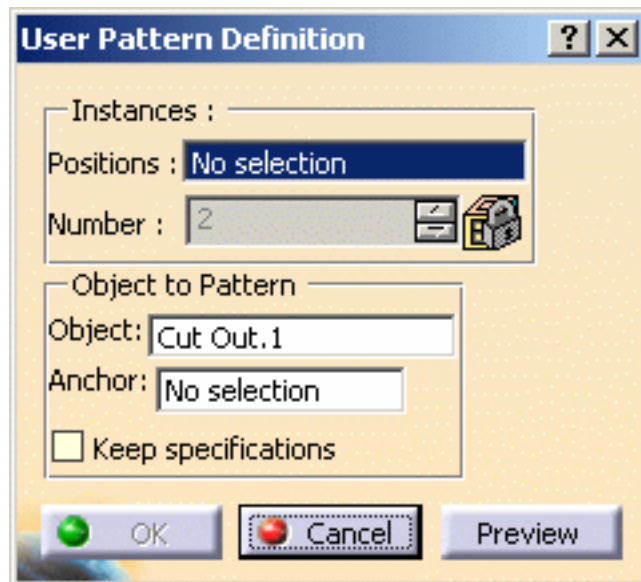 User Pattern Definition ? X
Instances :
Positions : No selection
Number : 2
Object to Pattern
Object: Cut Out.1
Anchor: No selection
Keep specifications
OK Cancel Preview